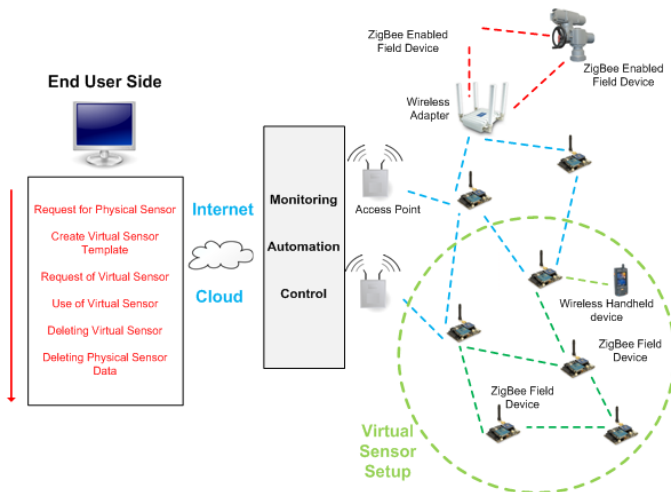 ZigBee Enabled
Field Device
ZigBee Enabled
Field Device
End User Side
Wireless
Adapter
Request for Physical Sensor
Create Virtual Sensor
Template
Request of Virtual Sensor
Use of Virtual Sensor
Deleting Virtual Sensor
Deleting Physical Sensor
Data
Internet
Cloud
Monitoring
Automation
Control
Access Point
Wireless Handheld
device
ZigBee Field
Device
ZigBee Field
Device
Virtual
Sensor
Setup